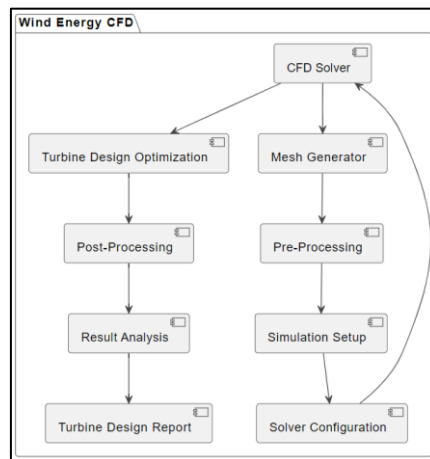 Wind Energy CFD
CFD Solver
Turbine Design Optimization
Mesh Generator
Post-Processing
Pre-Processing
Result Analysis
Simulation Setup
Turbine Design Report
Solver Configuration